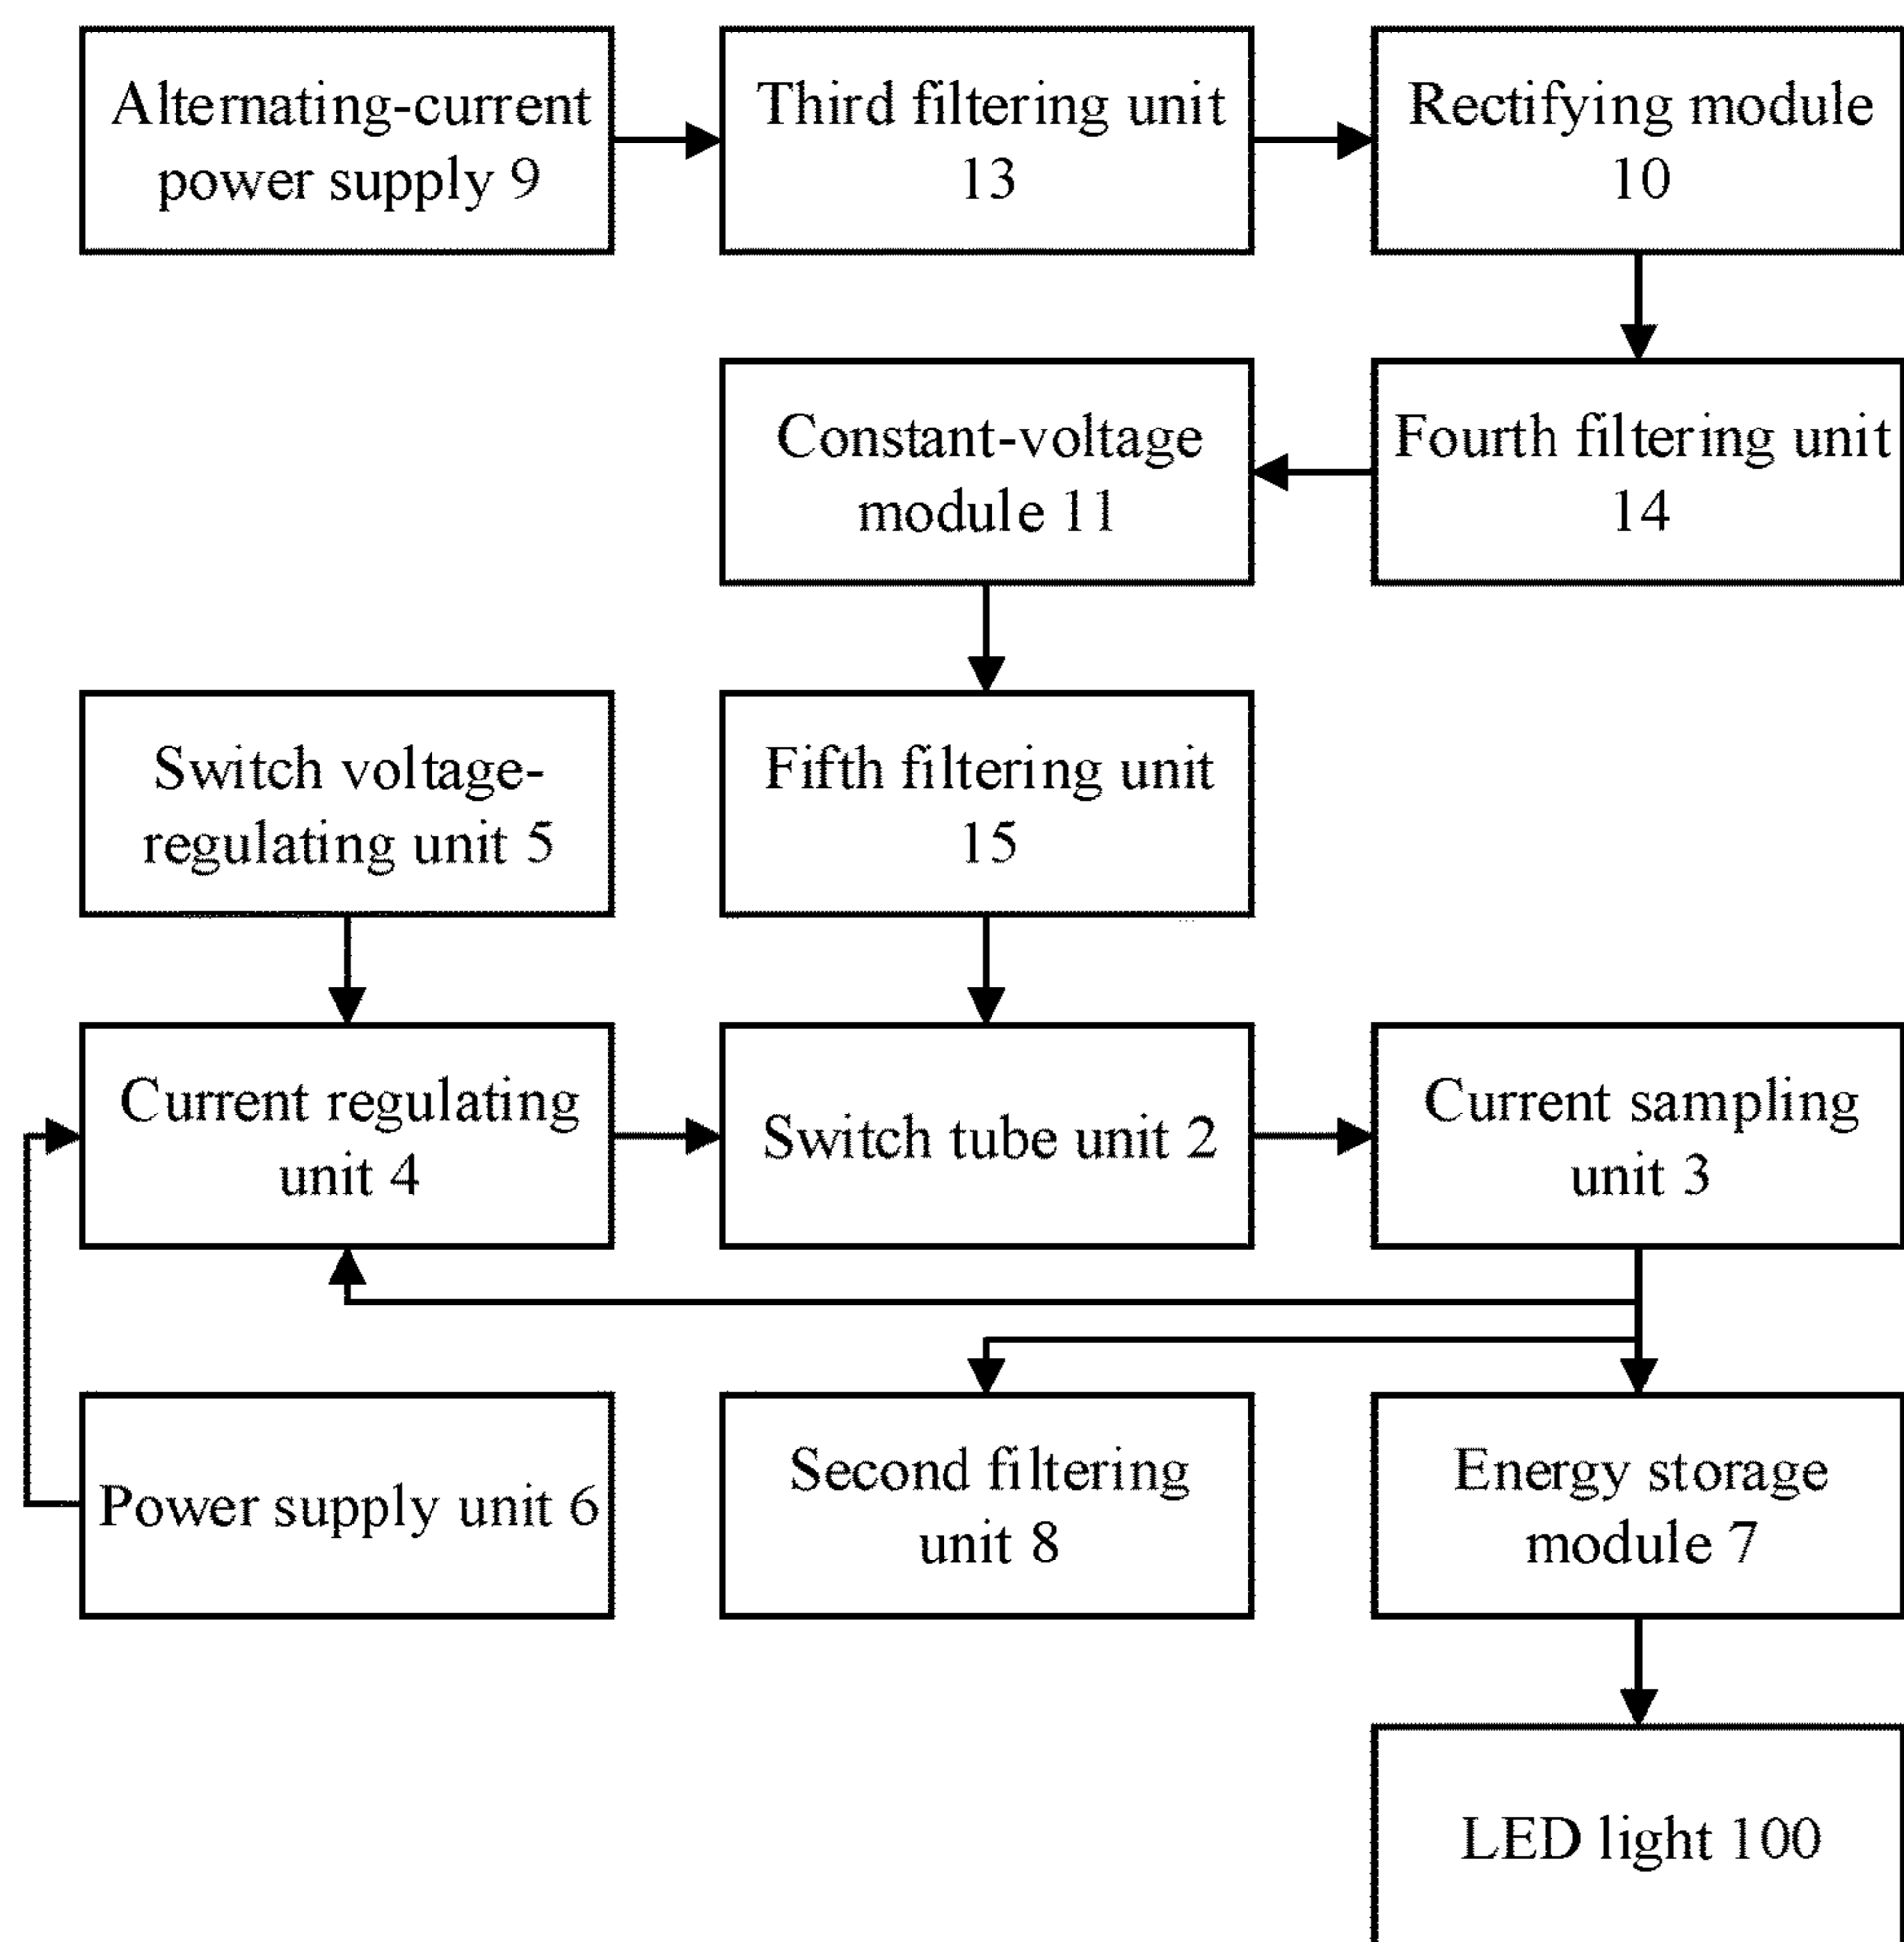 Alternating-current
power supply 9
Third filtering unit
13
Rectifying module
10
Constant-voltage
module 11
Fourth filtering unit
14
Switch voltage-
regulating unit 5
Fifth filtering unit
15
Current regulating
unit 4
Switch tube unit 2
Current sampling
unit 3
Power supply unit 6
Second filtering
unit 8
Energy storage
module 7
LED light 100